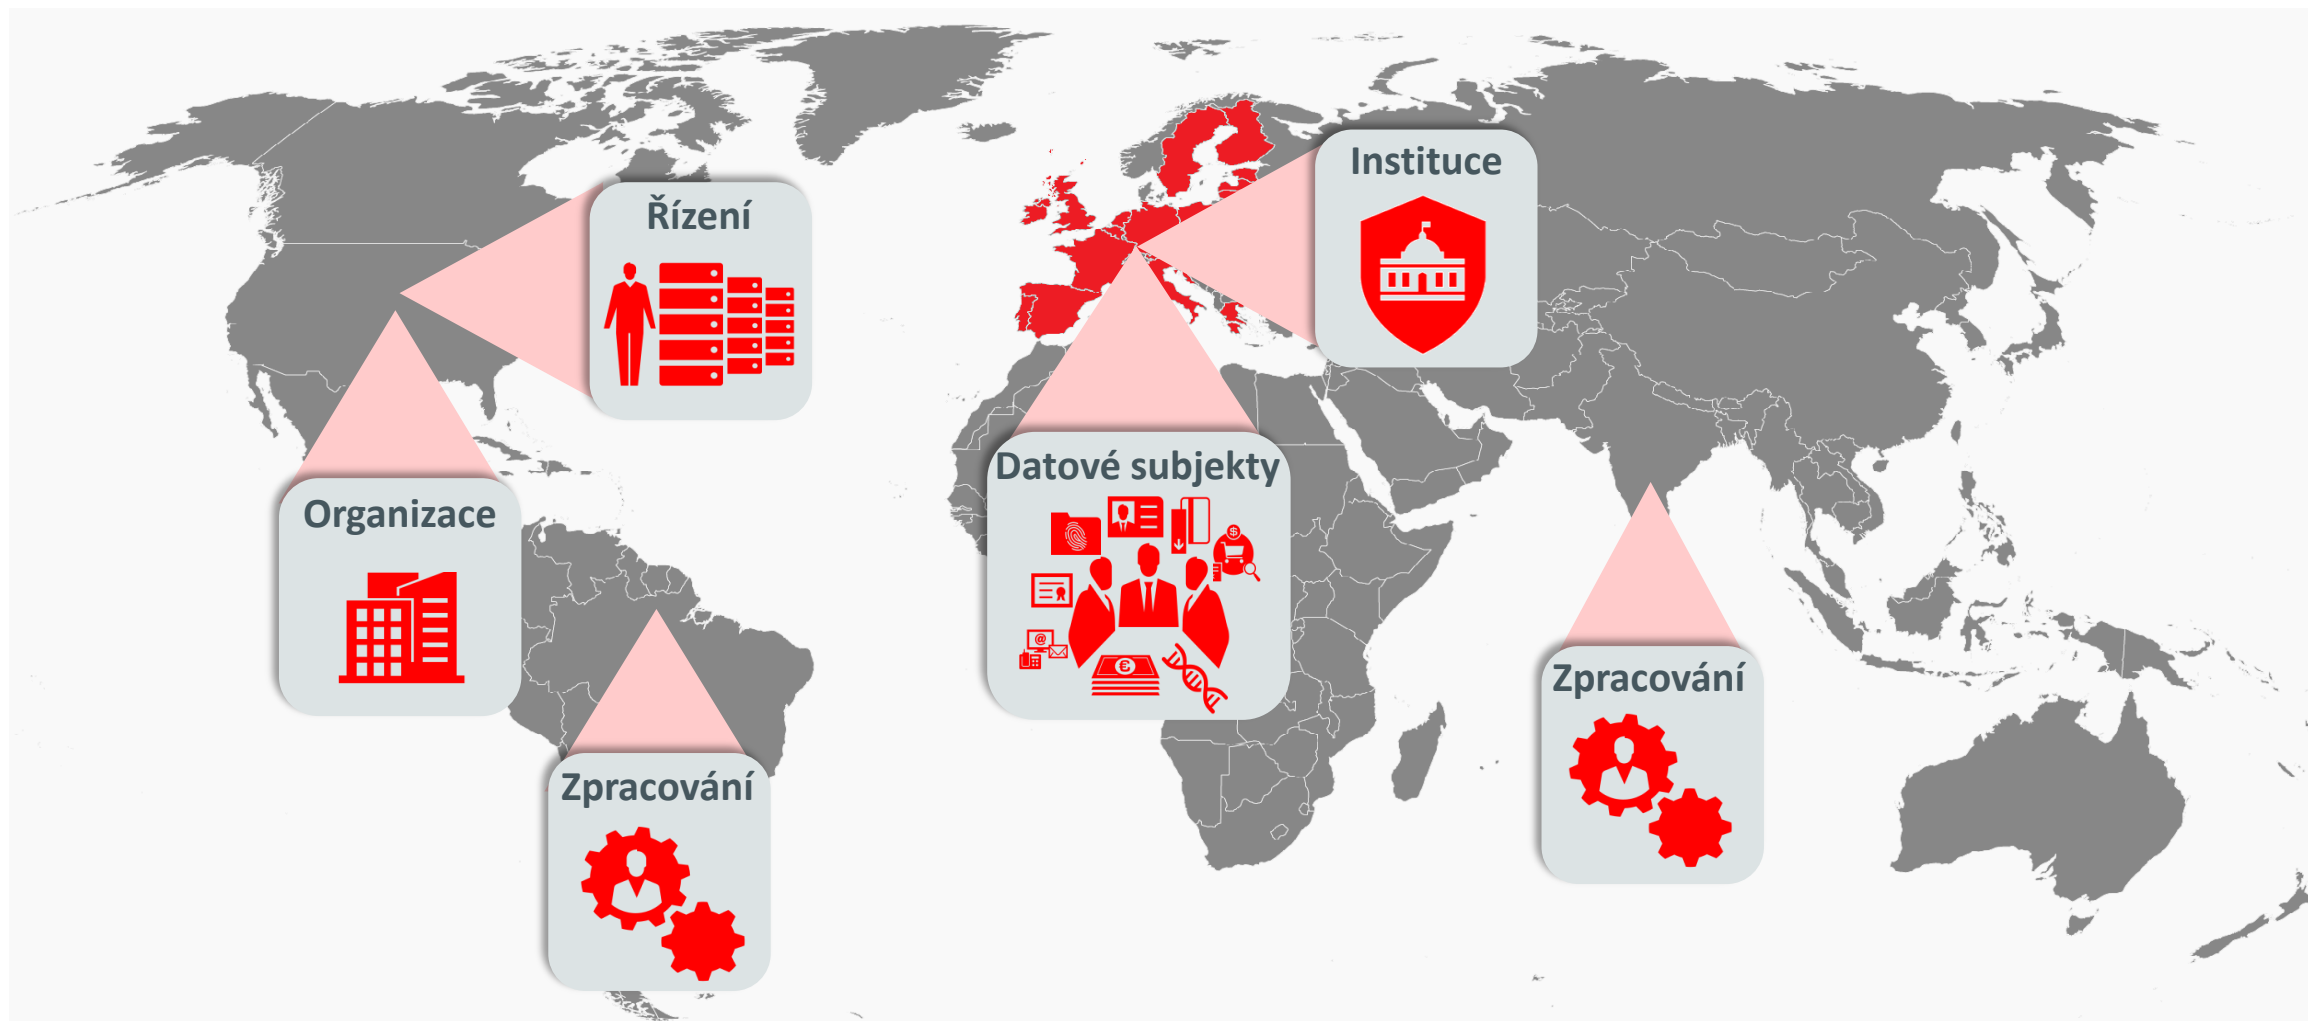 Instituce
Řízení
Datové subjekty
Organizace
@
$
€
Zpracování
Zpracování